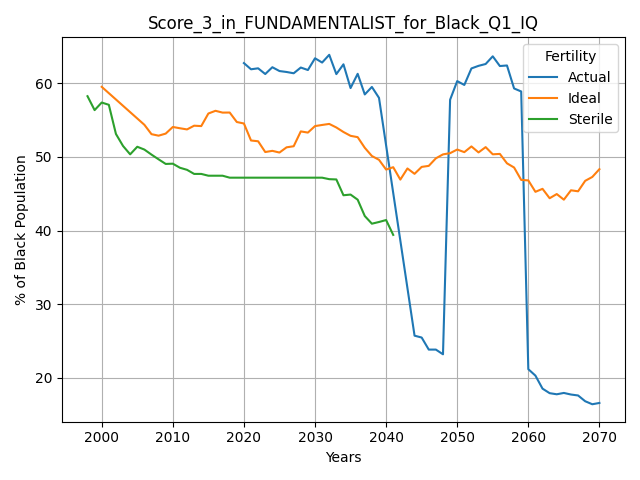 Score_3_in_FUNDAMENTALIST_for_Black_Q1_IQ
Fertility
Actual
Ideal
Sterile
% of Black Population
60
50
40
30
20
2000 2010 2020 2030 2040 2050 2060 2070
Years